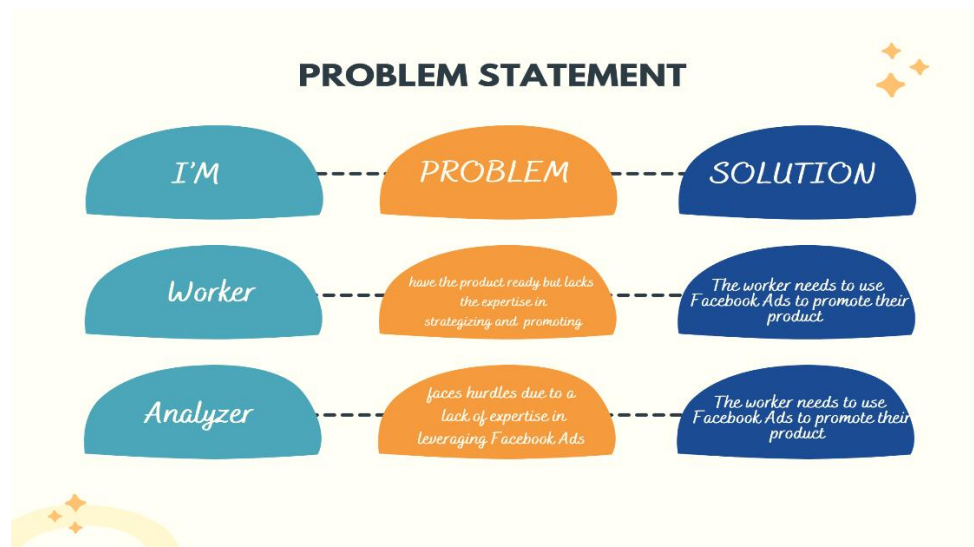 PROBLEM STATEMENT
I'M
PROBLEM
SOLUTION
Worker
have the product ready but lacks
the expertise in
strategizing and promoting
The worker needs to use
Facebook Ads to promote their
product
Analyzer
faces hurdles due to a
lack of expertise in
leveraging Facebook Ads
The worker needs to use
Facebook Ads to promote their
product